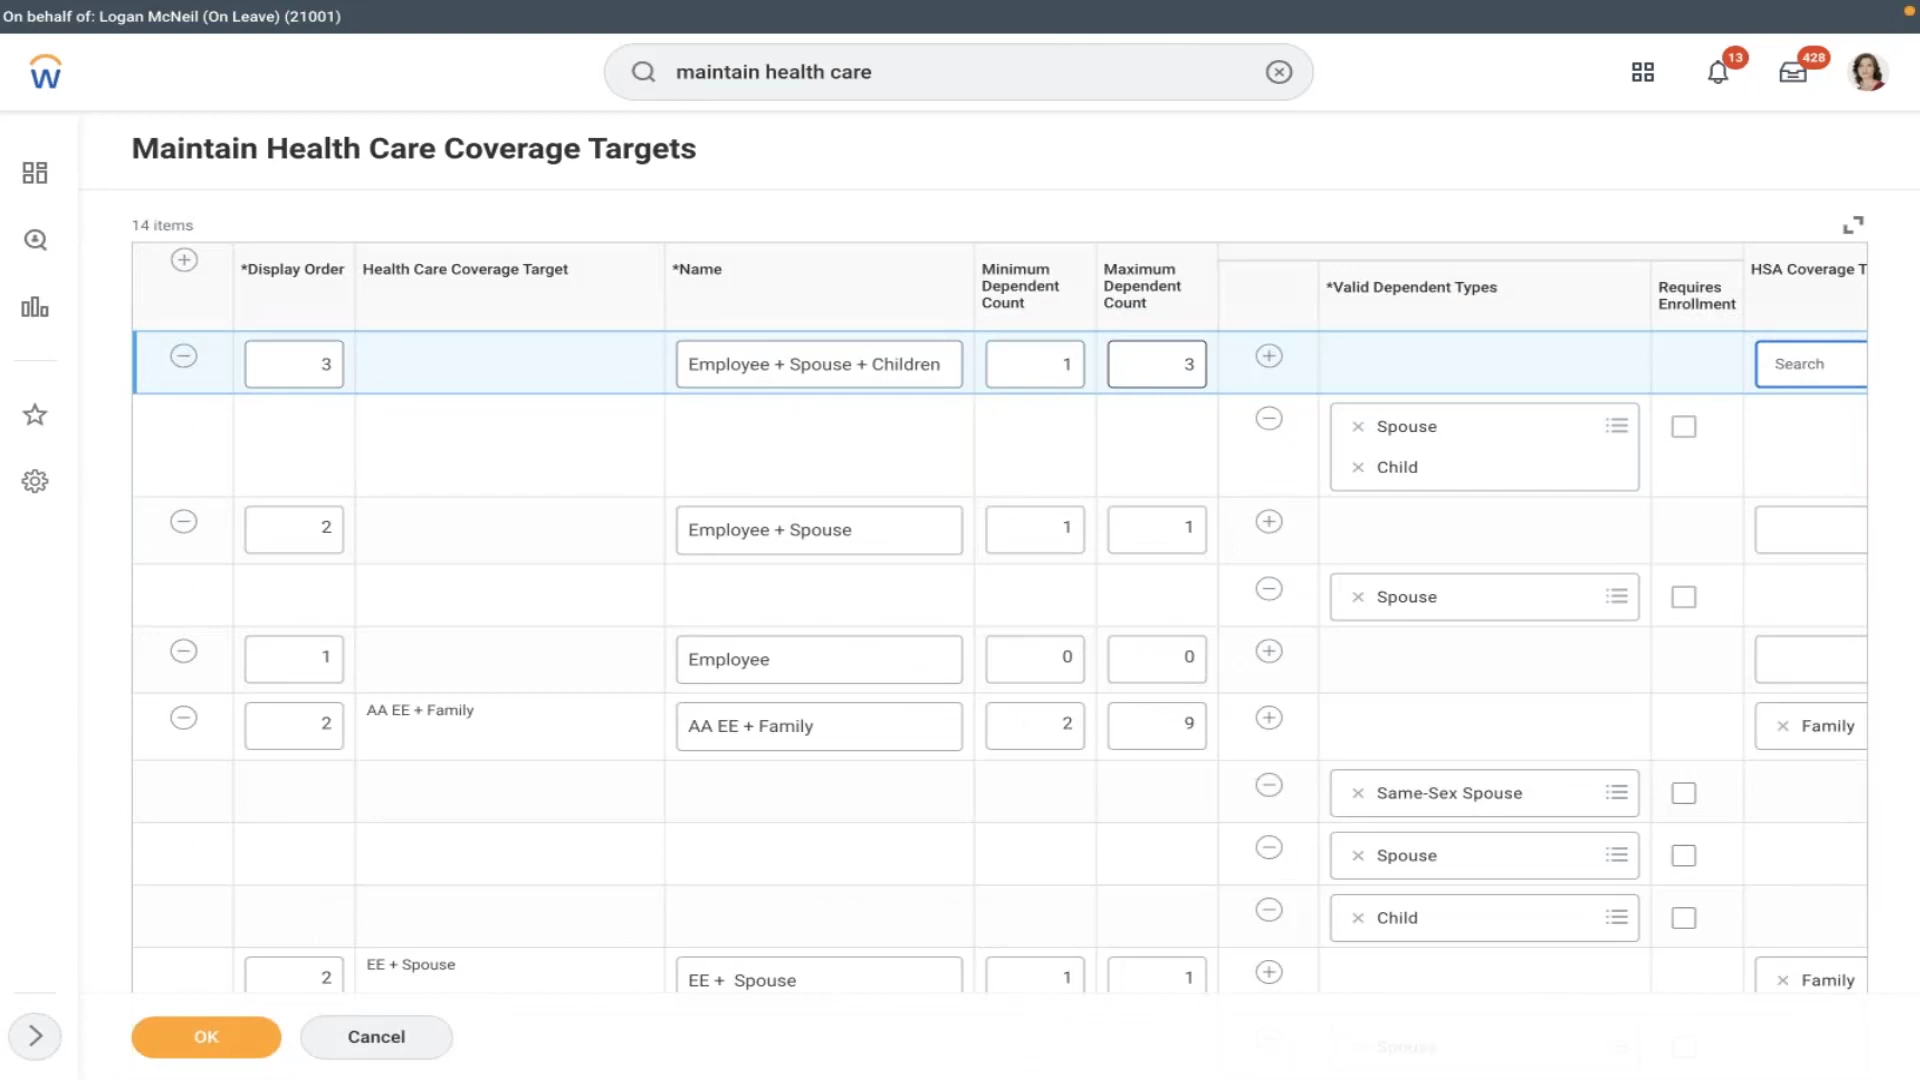 On behalf of: Logan McNeil (On Leave) (21001)
maintain health care
13
428
Maintain Health Care Coverage Targets
14 items
*Display Order
Health Care Coverage Target
*Name
Minimum Dependent Count
Maximum Dependent Count
*Valid Dependent Types
Requires Enrollment
HSA Coverage T
3
Employee + Spouse + Children
1
3
Search
Spouse
Child
2
Employee + Spouse
1
1
Spouse
1
Employee
0
0
2
AA EE + Family
AA EE + Family
2
9
Family
Same-Sex Spouse
Spouse
Child
2
EE + Spouse
EE + Spouse
1
1
Family
OK
Cancel
Spouse